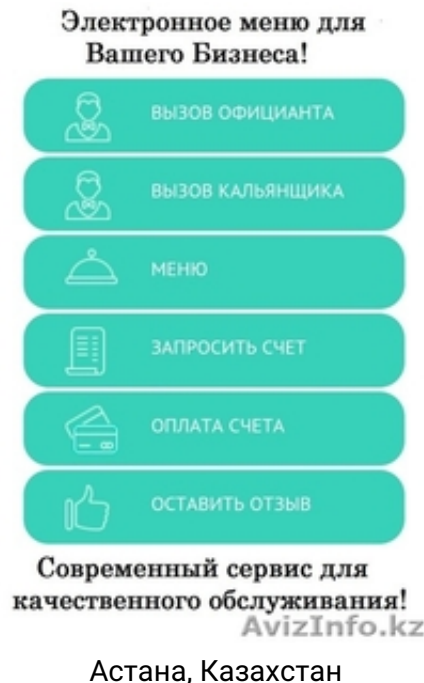 Электронное меню для
Вашего Бизнеса!
ВЫЗОВ ОФИЦИАНТА
ВЫЗОВ КАЛЬЯНЩИКА
МЕНЮ
ЗАПРОСИТЬ СЧЕТ
ОПЛАТА СЧЕТА
ОСТАВИТЬ ОТЗЫВ
Современный сервис для
качественного обслуживания!
AvizInfo.kz
Астана, Казахстан